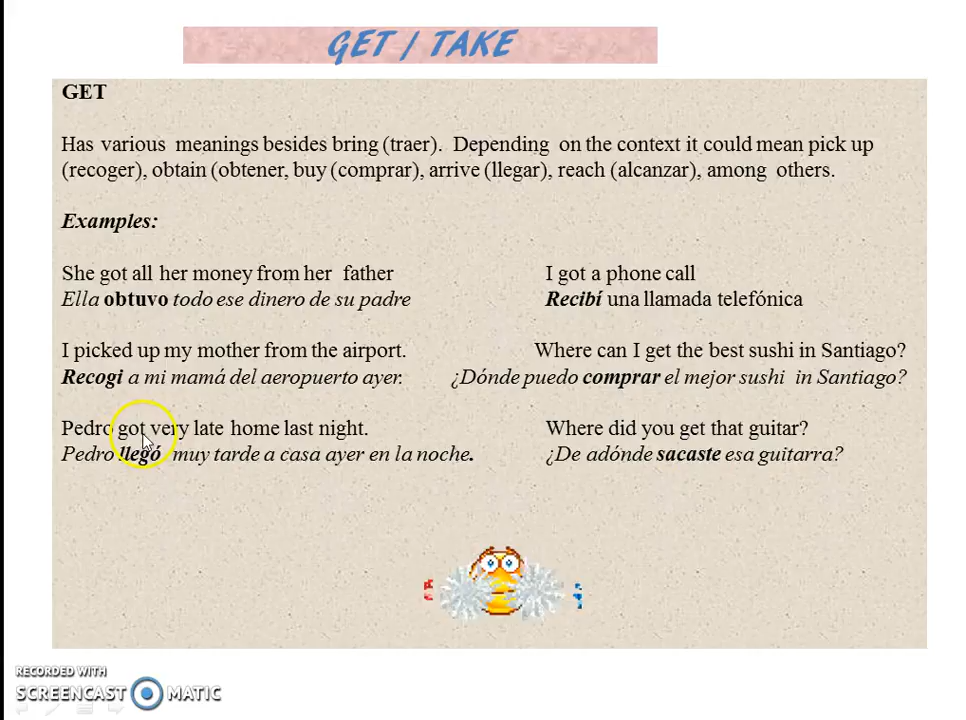 GET / TAKE
GET
Has various meanings besides bring (traer). Depending on the context it could mean pick up
(recoger), obtain (obtener, buy (comprar), arrive (llegar), reach (alcanzar), among others.
Examples:
She got all her money from her father
Ella obtuvo todo ese dinero de su padre
I got a phone call
Recibí una llamada telefónica
I picked up my mother from the airport.
Recogi a mi mamá del aeropuerto ayer.
Where can I get the best sushi in Santiago?
¿Dónde puedo comprar el mejor sushi in Santiago?
Pedro got very late home last night.
Pedro llegó muy tarde a casa ayer en la noche.
Where did you get that guitar?
¿De adónde sacaste esa guitarra?
RECORDED WITH
SCREENCAST MATIC